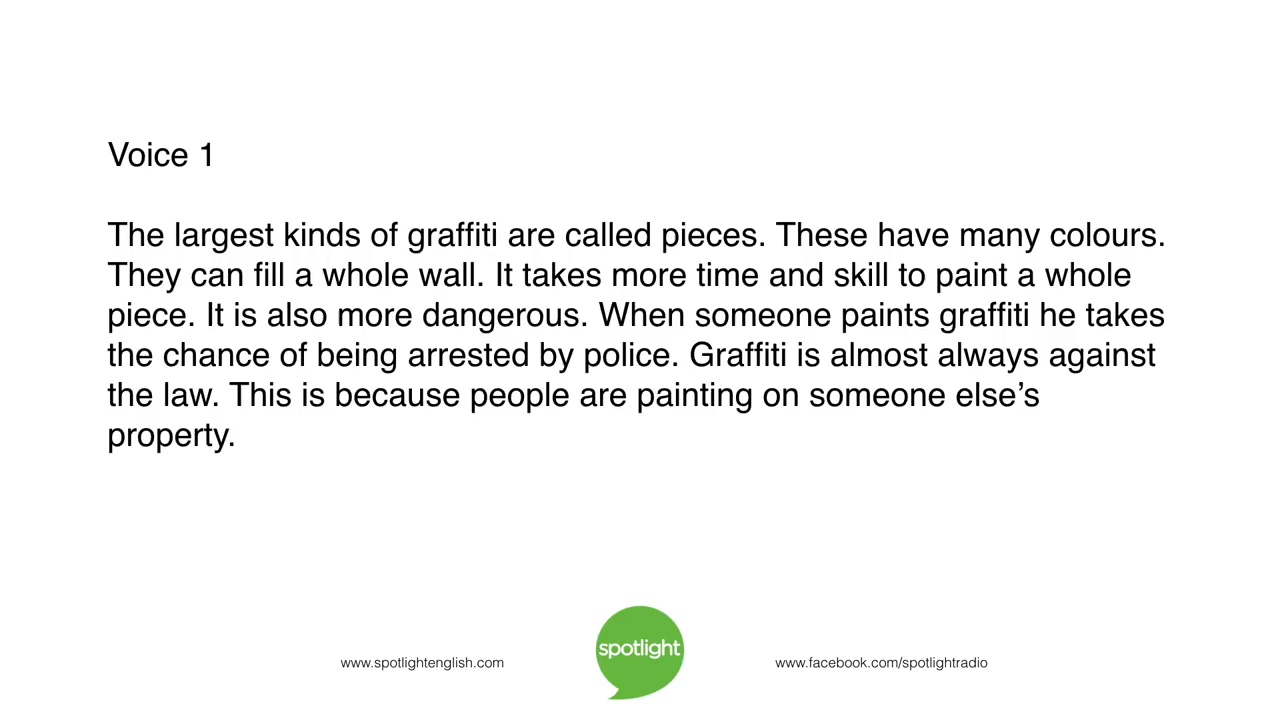 Voice 1
The largest kinds of graffiti are called pieces. These have many colours.
They can fill a whole wall. It takes more time and skill to paint a whole
piece. It is also more dangerous. When someone paints graffiti he takes
the chance of being arrested by police. Graffiti is almost always against
the law. This is because people are painting on someone else’s
property.
www.spotlightenglish.com
spotlight
www.facebook.com/spotlightradio